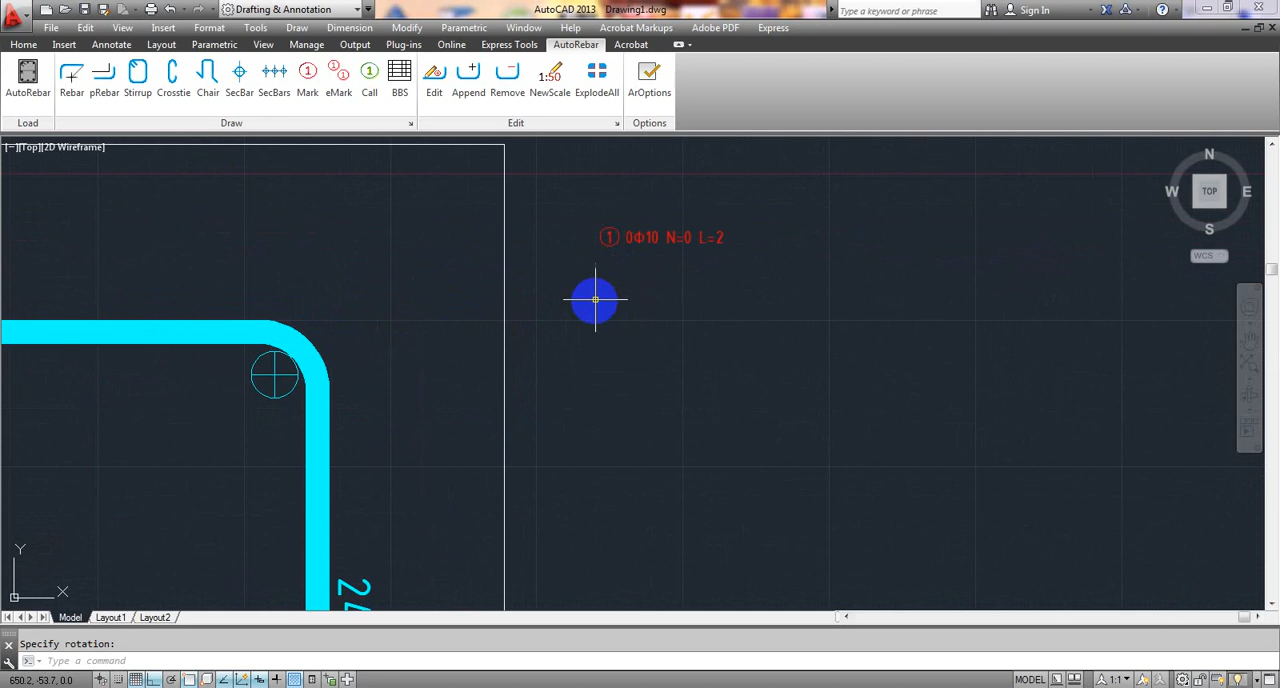 Drafting & Annotation
AutoCAD 2013 Drawing1.dwg
Type a keyword or phrase
Sign In
File Edit View Insert Format Tools Draw Dimension Modify Parametric Window Help Acrobat Markups Adobe PDF Express
Home Insert Annotate Layout Parametric View Manage Output Plug-ins Online Express Tools AutoRebar Acrobat
1:50
AutoRebar Rebar pRebar Stirrup Crosstie Chair SecBar SecBars Mark eMark Call BBS Edit Append Remove NewScale ExplodeAll ArOptions
Load Draw Edit Options
[−][Top][2D Wireframe]
N
W TOP E
S
WCS
1 0Φ10 N=0 L=2
24
Y
X
Model Layout1 Layout2
Specify rotation:
Type a command
650.2, -53.7, 0.0 MODEL 1:1